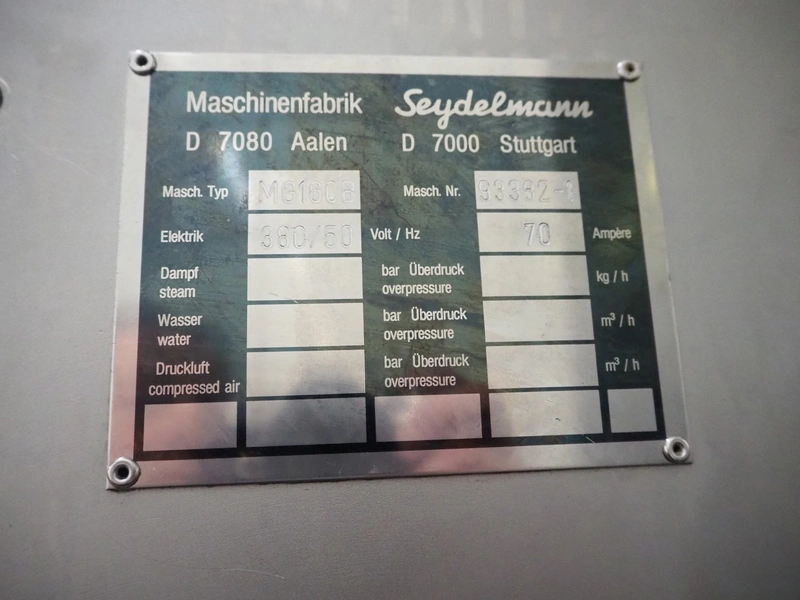 Maschinenfabrik Seydelmann
D 7080 Aalen D 7000 Stuttgart
Masch. Typ Masch. Nr.
Elektrik 380/50 Volt / Hz 70 Ampère
Dampf bar Überdruck kg / h
steam overpressure
Wasser bar Überdruck m³ / h
water overpressure
Druckluft bar Überdruck m³ / h
compressed air overpressure